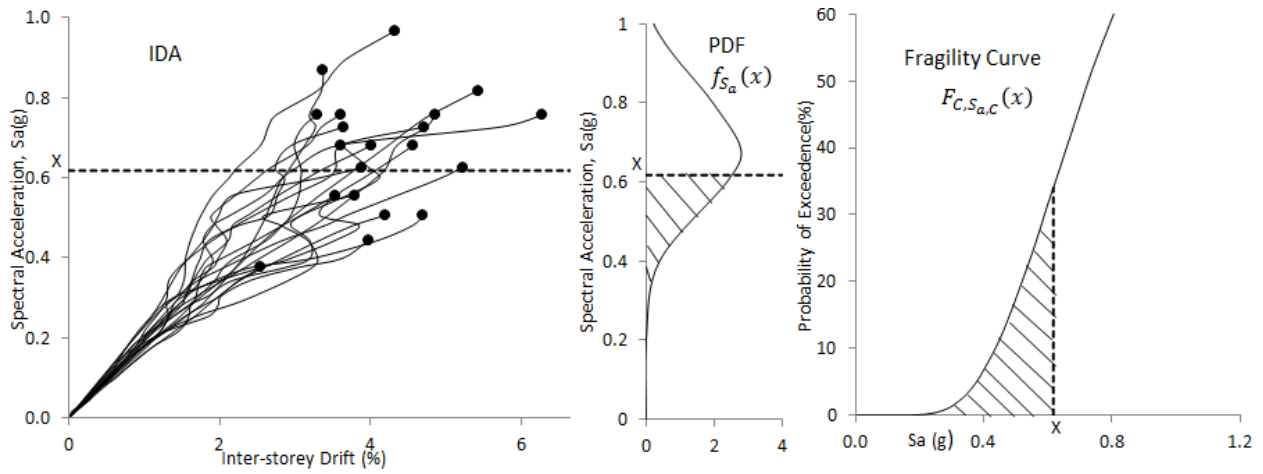 IDA
Spectral Acceleration, Sa(g)
1.0
0.8
X
0.6
0.4
0.2
0.0
0
2
4
6
Inter-storey Drift (%)
PDF
f_{S_a}(x)
Spectral Acceleration, Sa(g)
1
0.8
X
0.6
0.4
0.2
0
0
2
4
Fragility Curve
F_{C,S_a,C}(x)
Probability of Exceedence(%)
60
50
40
30
20
10
0
0.0
0.4
0.8
1.2
Sa (g)
X